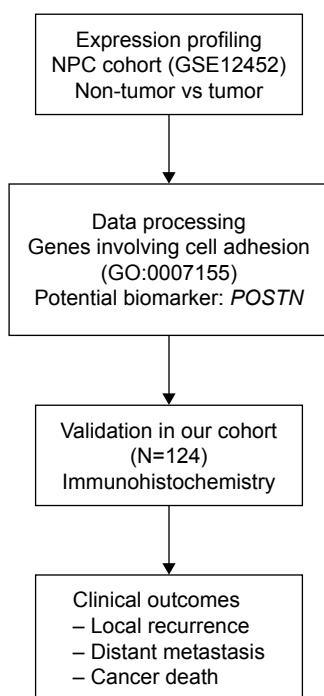 Expression profiling
NPC cohort (GSE12452)
Non-tumor vs tumor
Data processing
Genes involving cell adhesion
(GO:0007155)
Potential biomarker: POSTN
Validation in our cohort
(N=124)
Immunohistochemistry
Clinical outcomes
– Local recurrence
– Distant metastasis
– Cancer death